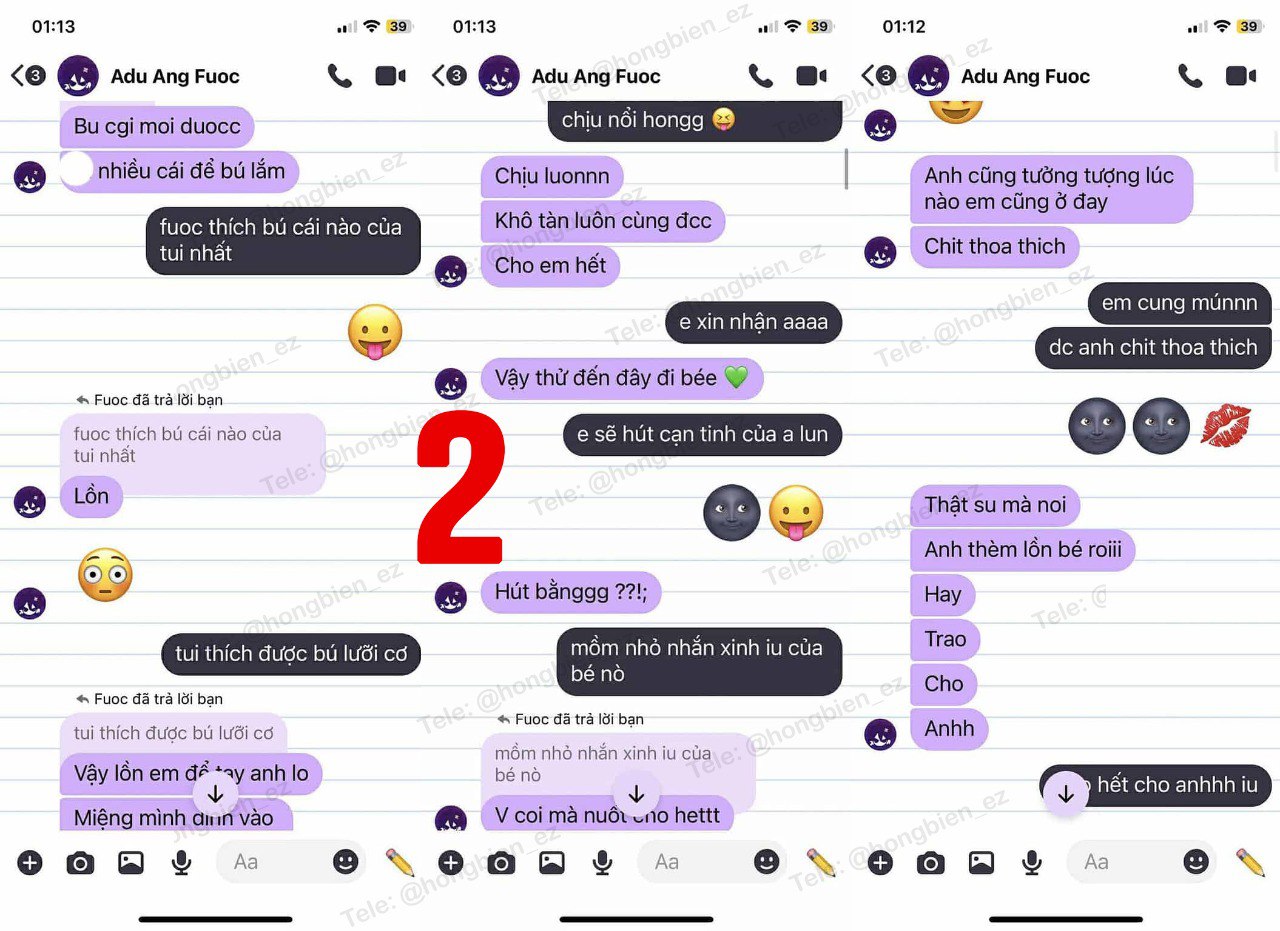 01:13
39
3
Adu Ang Fuoc
Bu cgi moi duocc
nhiều cái để bú lắm
fuoc thích bú cái nào của
tui nhất
Fuoc đã trả lời bạn
fuoc thích bú cái nào của
tui nhất
Lồn
tui thích được bú lưỡi cơ
Fuoc đã trả lời bạn
tui thích được bú lưỡi cơ
Vậy lồn em để tay anh lo
Miệng mình dính vào
Aa
01:13
39
3
Adu Ang Fuoc
chịu nổi hongg
Chịu luonnn
Khô tàn luôn cùng đcc
Cho em hết
e xin nhận aaaa
Vậy thử đến đây đi bée
e sẽ hút cạn tinh của a lun
Hút bằnggg ??!;
mồm nhỏ nhắn xinh iu của
bé nò
Fuoc đã trả lời bạn
mồm nhỏ nhắn xinh iu của
bé nò
V coi mà nuốt cho hettt
Aa
2
01:12
39
3
Adu Ang Fuoc
Anh cũng tưởng tượng lúc
nào em cũng ở đay
Chit thoa thich
em cung múnnn
dc anh chit thoa thich
Thật su mà noi
Anh thèm lồn bé roiii
Hay
Trao
Cho
Anhh
hết cho anhhh iu
Aa
Tele: @hongbien_ez